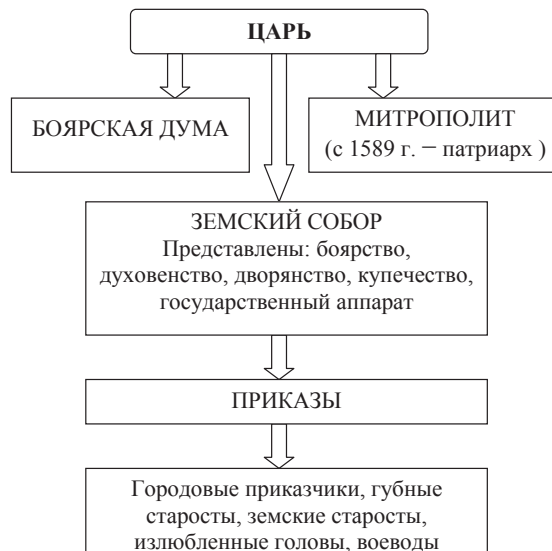 ЦАРЬ
БОЯРСКАЯ ДУМА
МИТРОПОЛИТ
(с 1589 г. − патриарх )
ЗЕМСКИЙ СОБОР
Представлены: боярство,
духовенство, дворянство, купечество,
государственный аппарат
ПРИКАЗЫ
Городовые приказчики, губные
старосты, земские старосты,
излюбленные головы, воеводы